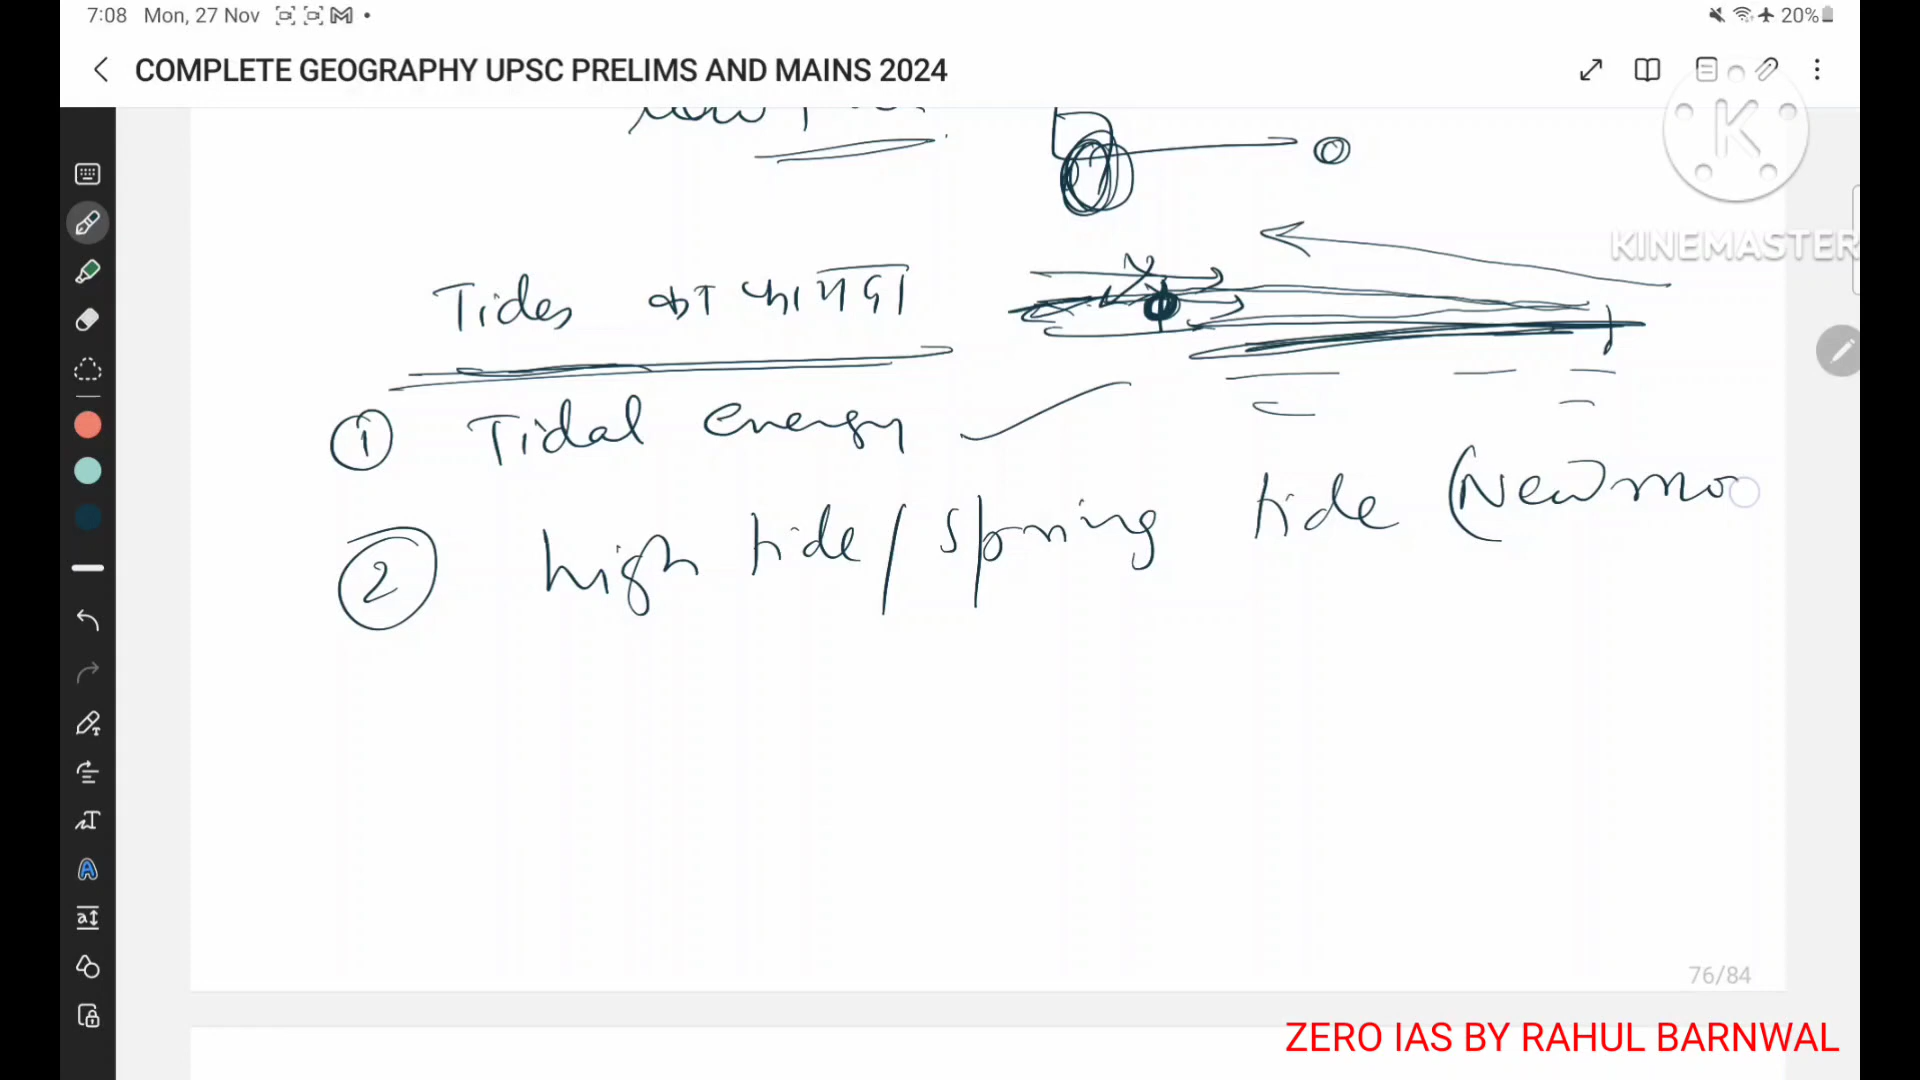 7:08 Mon, 27 Nov 20%
COMPLETE GEOGRAPHY UPSC PRELIMS AND MAINS 2024
K
KINEMASTER
Tides का फायदा
① Tidal energy
② high tide / spring tide (New mo
76/84
ZERO IAS BY RAHUL BARNWAL